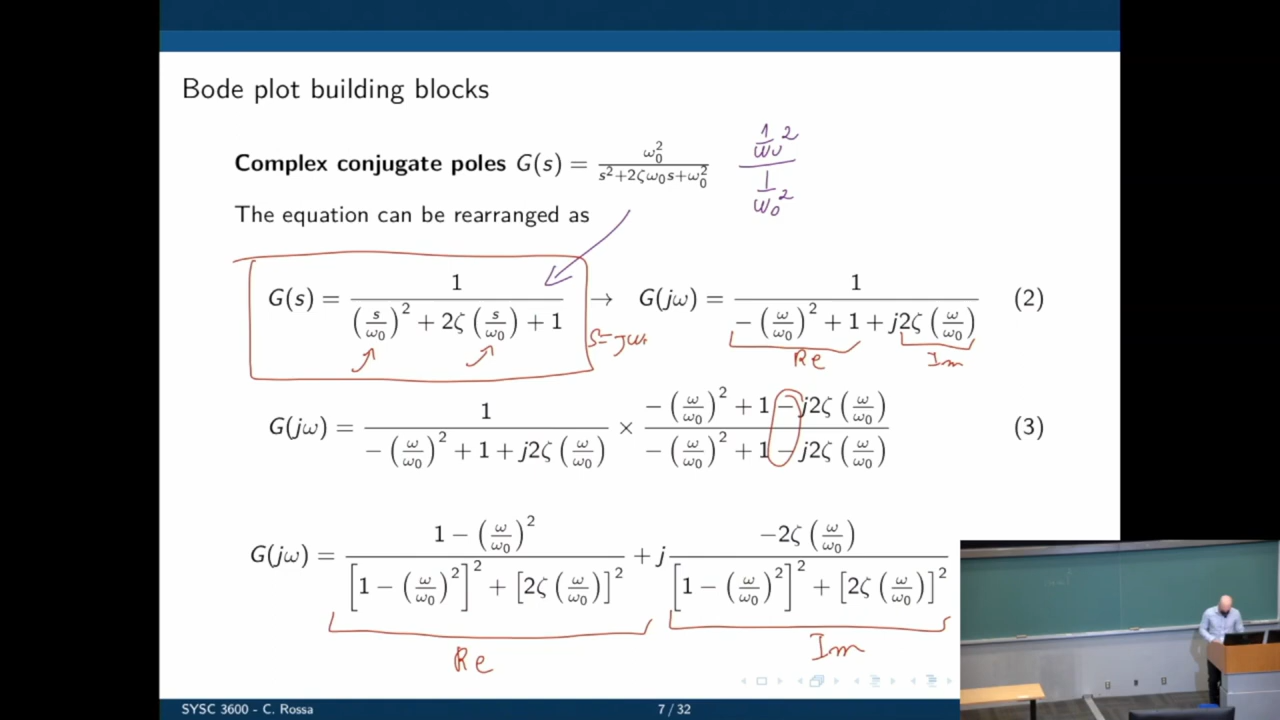 Bode plot building blocks
Complex conjugate poles G(s) = ω₀² / (s²+2ζω₀s+ω₀²)
1/ω₀² / 1/ω₀²
The equation can be rearranged as
G(s) = 1 / ((s/ω₀)² + 2ζ(s/ω₀) + 1) → G(jω) = 1 / (−(ω/ω₀)² + 1 + j2ζ(ω/ω₀)) (2)
s=jω
Re Im
G(jω) = 1 / (−(ω/ω₀)² + 1 + j2ζ(ω/ω₀)) × (−(ω/ω₀)² + 1 − j2ζ(ω/ω₀)) / (−(ω/ω₀)² + 1 − j2ζ(ω/ω₀)) (3)
G(jω) = (1 − (ω/ω₀)²) / ([1 − (ω/ω₀)²]² + [2ζ(ω/ω₀)]²) + j (−2ζ(ω/ω₀)) / ([1 − (ω/ω₀)²]² + [2ζ(ω/ω₀)]²)
Re Im
SYSC 3600 - C. Rossa 7 / 32